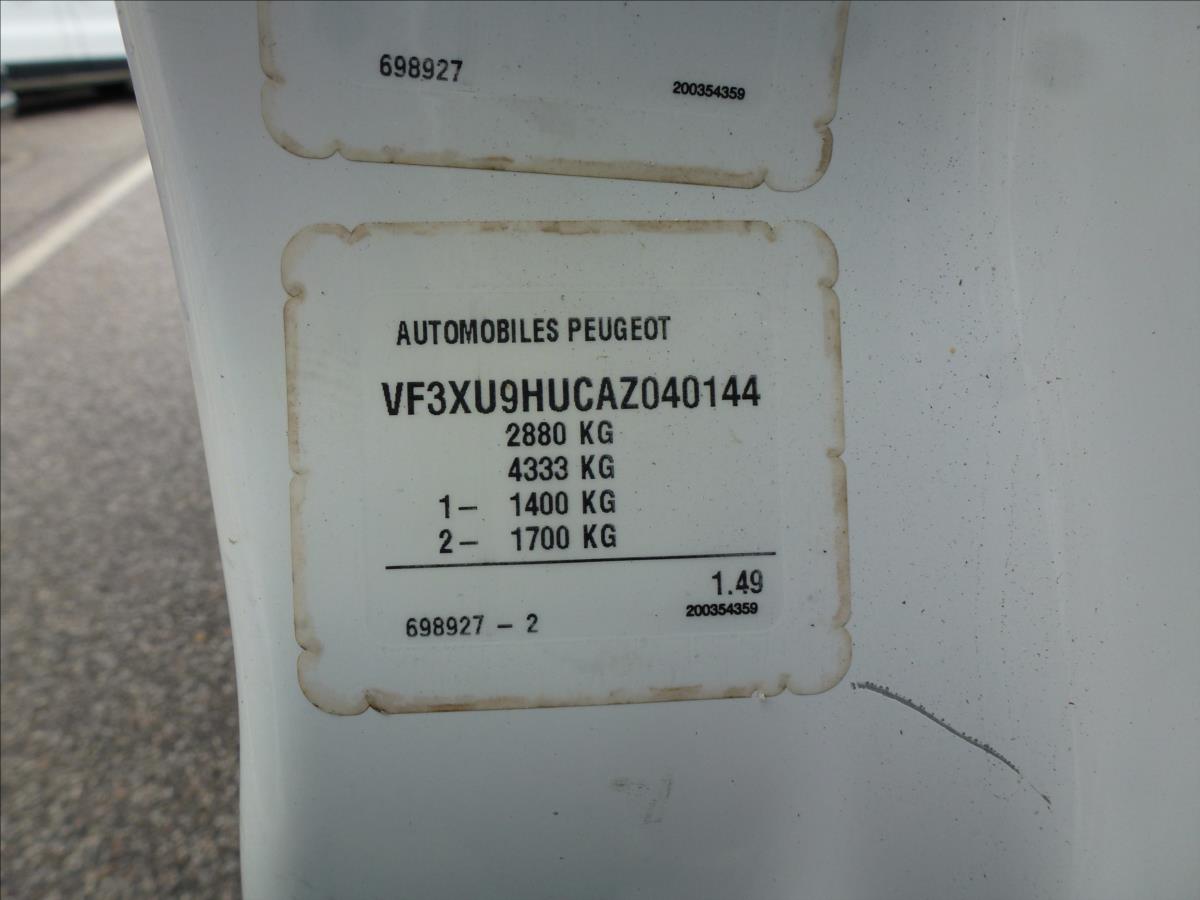 698927
200354359
AUTOMOBILES PEUGEOT
VF3XU9HUCAZ040144
2880 KG
4333 KG
1- 1400 KG
2- 1700 KG
1.49
200354359
698927 - 2